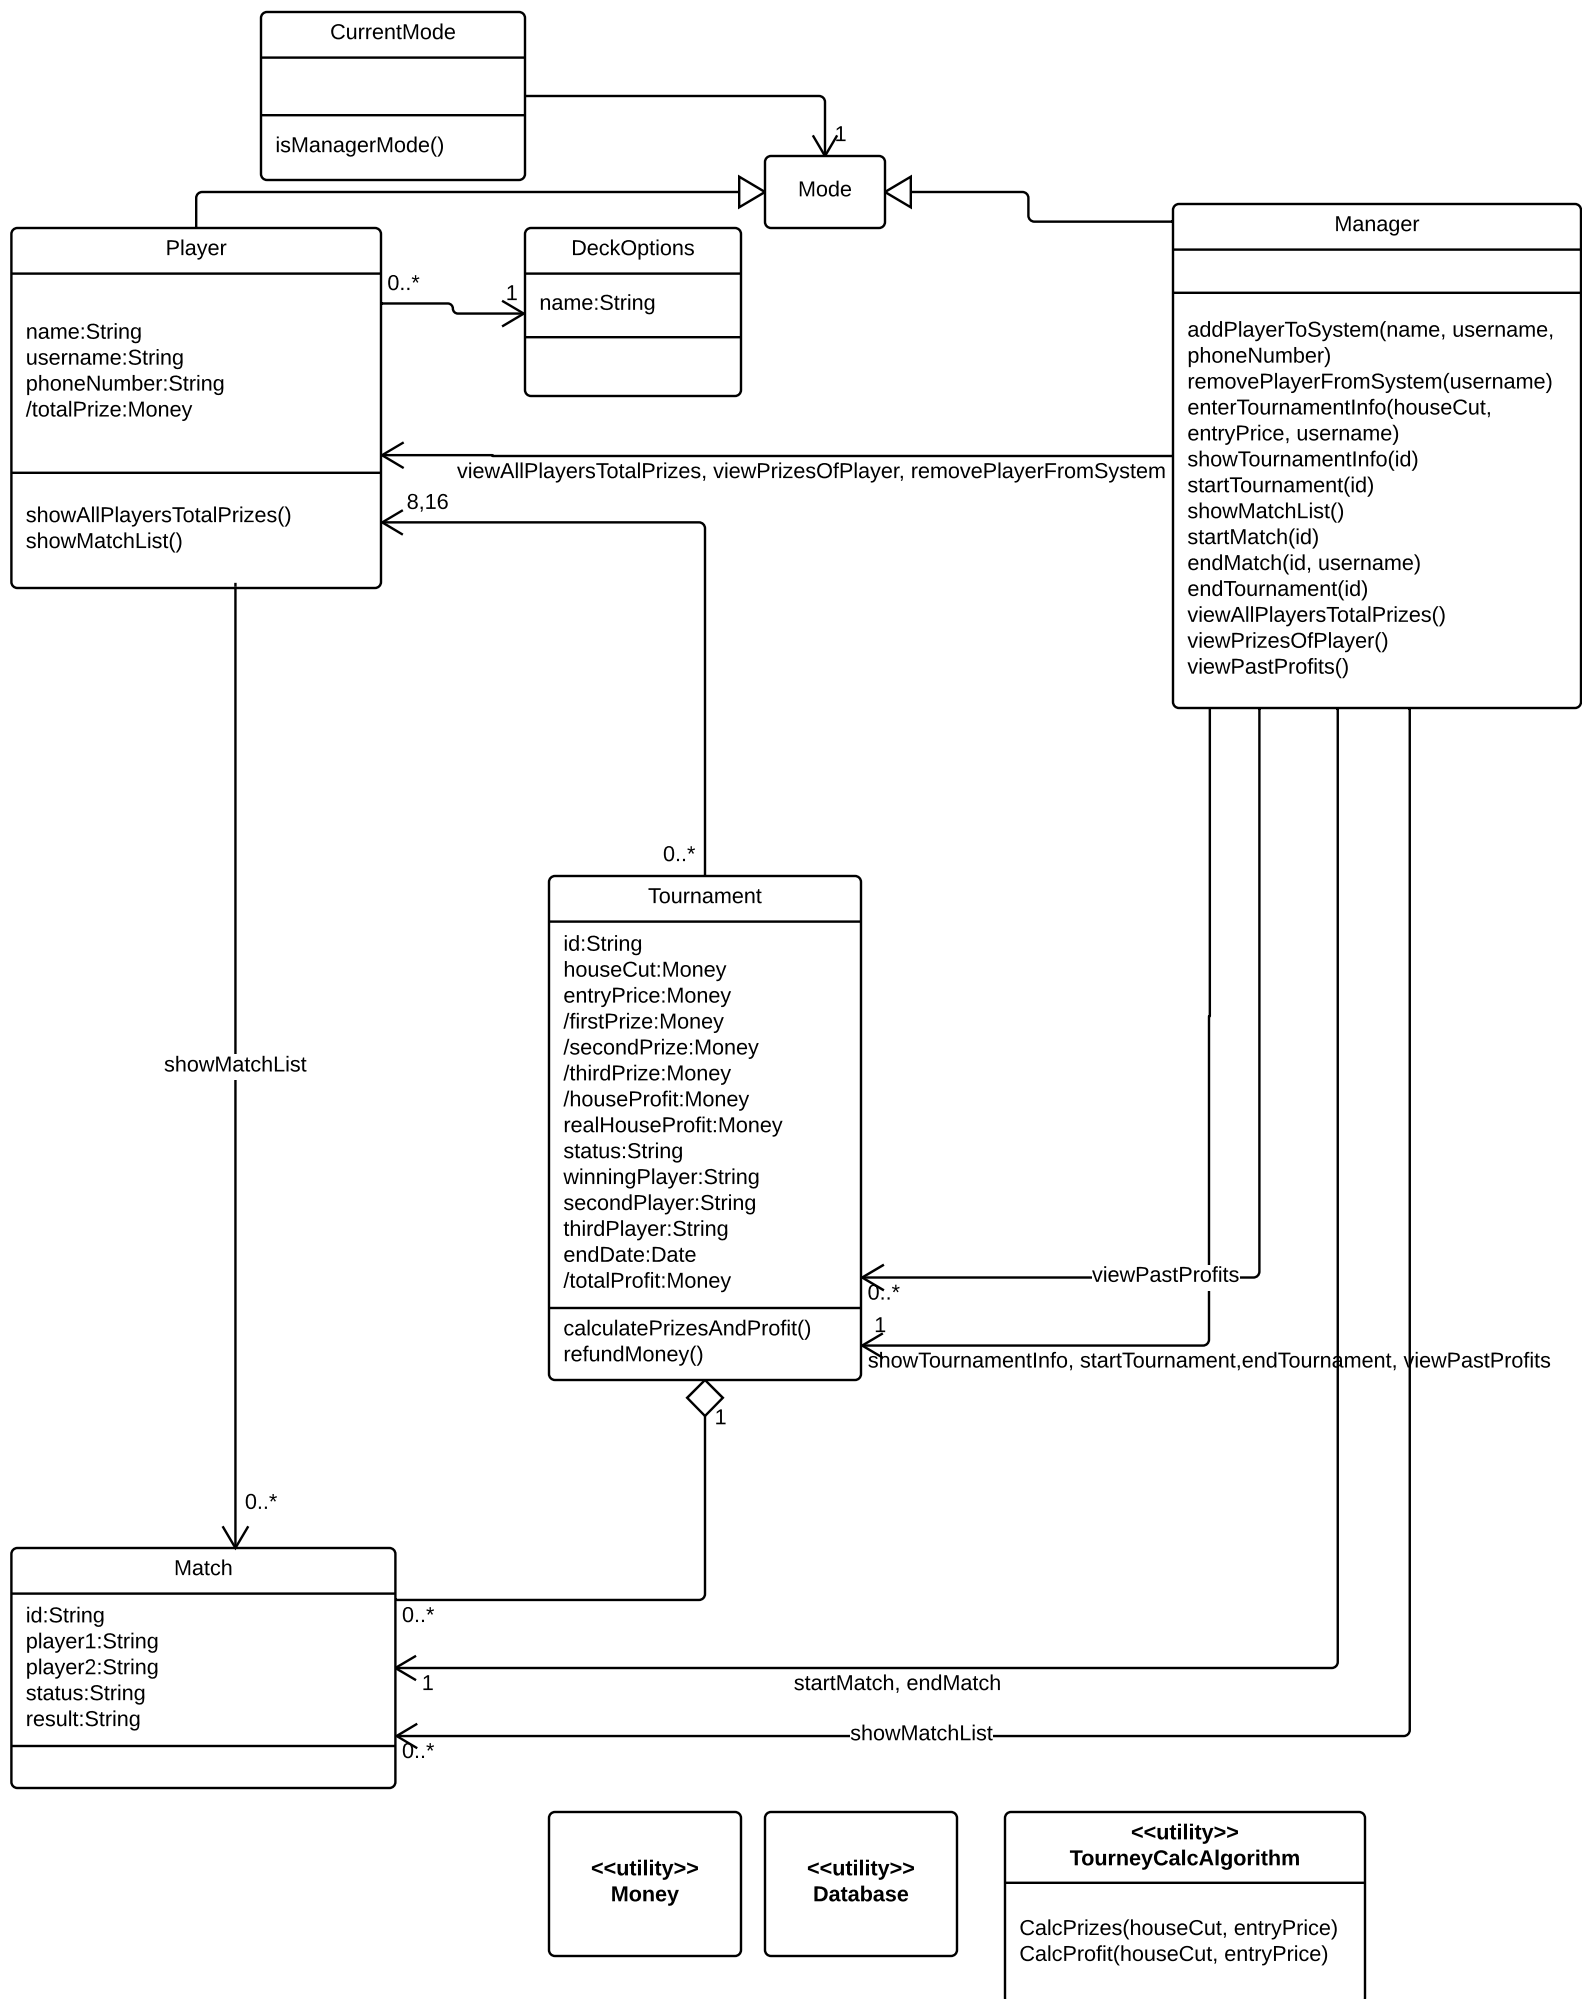 CurrentMode
isManagerMode()
1
Mode
Player
name:String
username:String
phoneNumber:String
/totalPrize:Money
showAllPlayersTotalPrizes()
showMatchList()
0..*
1
DeckOptions
name:String
Manager
addPlayerToSystem(name, username,
phoneNumber)
removePlayerFromSystem(username)
enterTournamentInfo(houseCut,
entryPrice, username)
showTournamentInfo(id)
startTournament(id)
showMatchList()
startMatch(id)
endMatch(id, username)
endTournament(id)
viewAllPlayersTotalPrizes()
viewPrizesOfPlayer()
viewPastProfits()
viewAllPlayersTotalPrizes, viewPrizesOfPlayer, removePlayerFromSystem
8,16
0..*
Tournament
id:String
houseCut:Money
entryPrice:Money
/firstPrize:Money
/secondPrize:Money
/thirdPrize:Money
/houseProfit:Money
realHouseProfit:Money
status:String
winningPlayer:String
secondPlayer:String
thirdPlayer:String
endDate:Date
/totalProfit:Money
calculatePrizesAndProfit()
refundMoney()
showMatchList
viewPastProfits
0..*
1
showTournamentInfo, startTournament,endTournament, viewPastProfits
1
0..*
Match
id:String
player1:String
player2:String
status:String
result:String
0..*
1
startMatch, endMatch
showMatchList
0..*
<<utility>>
Money
<<utility>>
Database
<<utility>>
TourneyCalcAlgorithm
CalcPrizes(houseCut, entryPrice)
CalcProfit(houseCut, entryPrice)